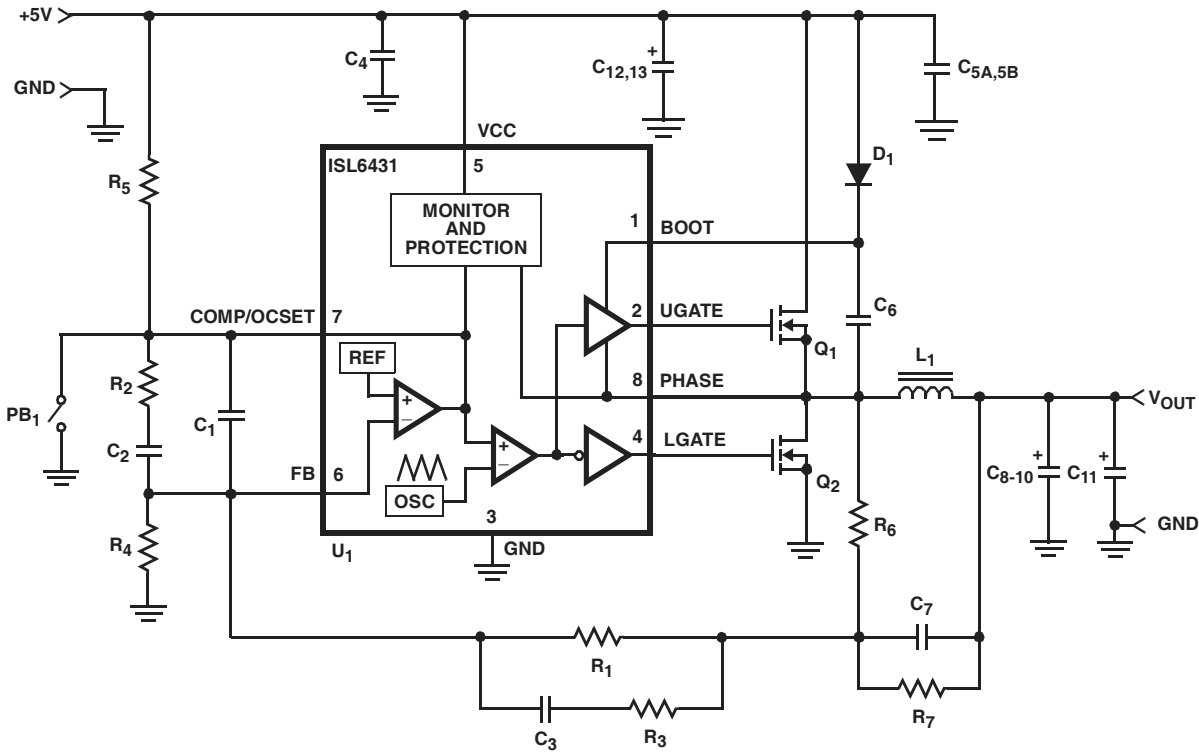 +5V
GND
C4
C12,13
+
C5A,5B
VCC
ISL6431
5
D1
R5
MONITOR
AND
PROTECTION
1
BOOT
COMP/OCSET
7
2
UGATE
C6
REF
Q1
L1
R2
+
−
8
PHASE
VOUT
PB1
C1
4
LGATE
C2
+
−
FB
6
OSC
Q2
C8-10
+
C11
+
3
R6
GND
R4
U1
GND
C7
R1
R7
C3
R3